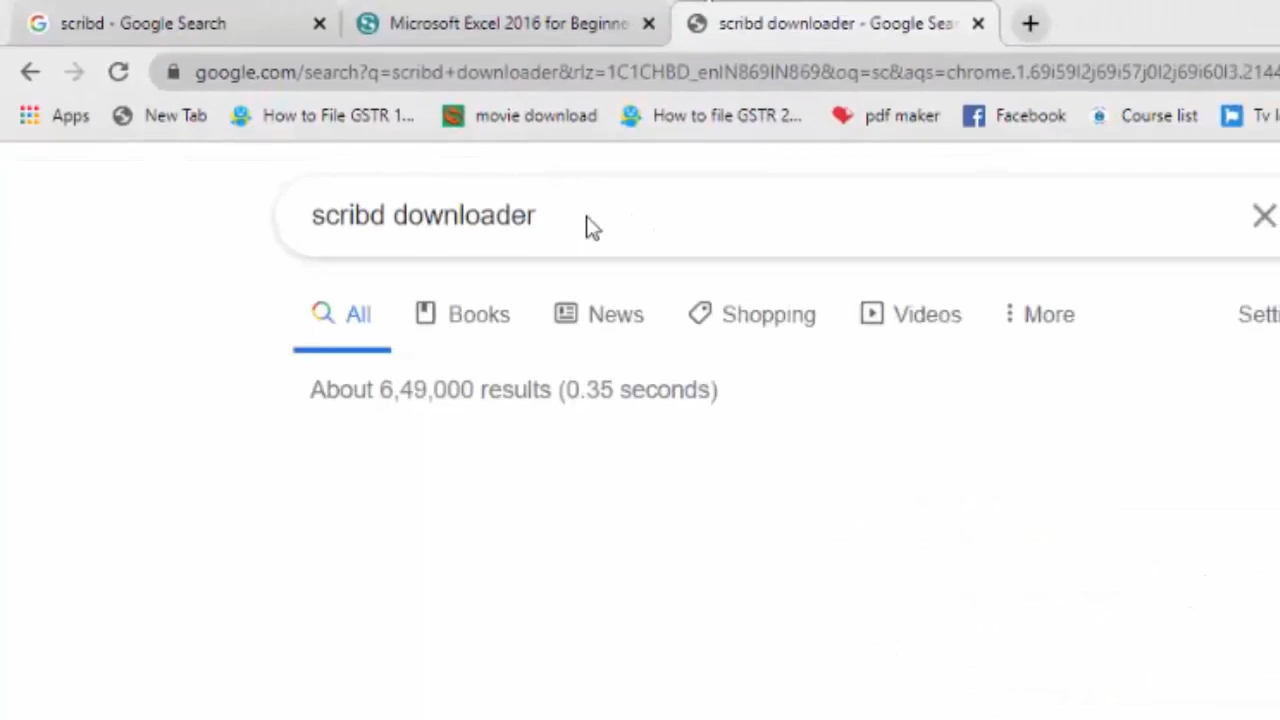 scribd - Google Search
Microsoft Excel 2016 for Beginne
scribd downloader - Google Sea
google.com/search?q=scribd+downloader&rlz=1C1CHBD_enIN869IN869&oq=sc&aqs=chrome.1.69i59l2j69i57j0l2j69i60l3.2144
Apps
New Tab
How to File GSTR 1...
movie download
How to file GSTR 2...
pdf maker
Facebook
Course list
Tv l
scribd downloader
All
Books
News
Shopping
Videos
More
Setti
About 6,49,000 results (0.35 seconds)